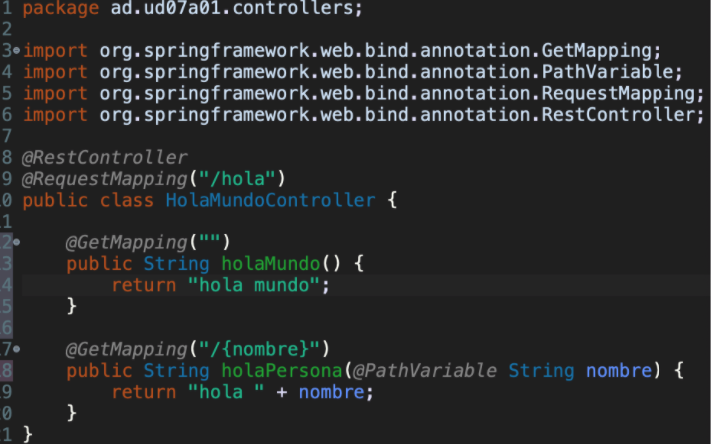 1 package ad.ud07a01.controllers;
2
3 import org.springframework.web.bind.annotation.GetMapping;
4 import org.springframework.web.bind.annotation.PathVariable;
5 import org.springframework.web.bind.annotation.RequestMapping;
6 import org.springframework.web.bind.annotation.RestController;
7
8 @RestController
9 @RequestMapping("/hola")
0 public class HolaMundoController {
1
2     @GetMapping("")
3     public String holaMundo() {
4         return "hola mundo";
5     }
6
7     @GetMapping("/{nombre}")
8     public String holaPersona(@PathVariable String nombre) {
9         return "hola " + nombre;
0     }
1 }